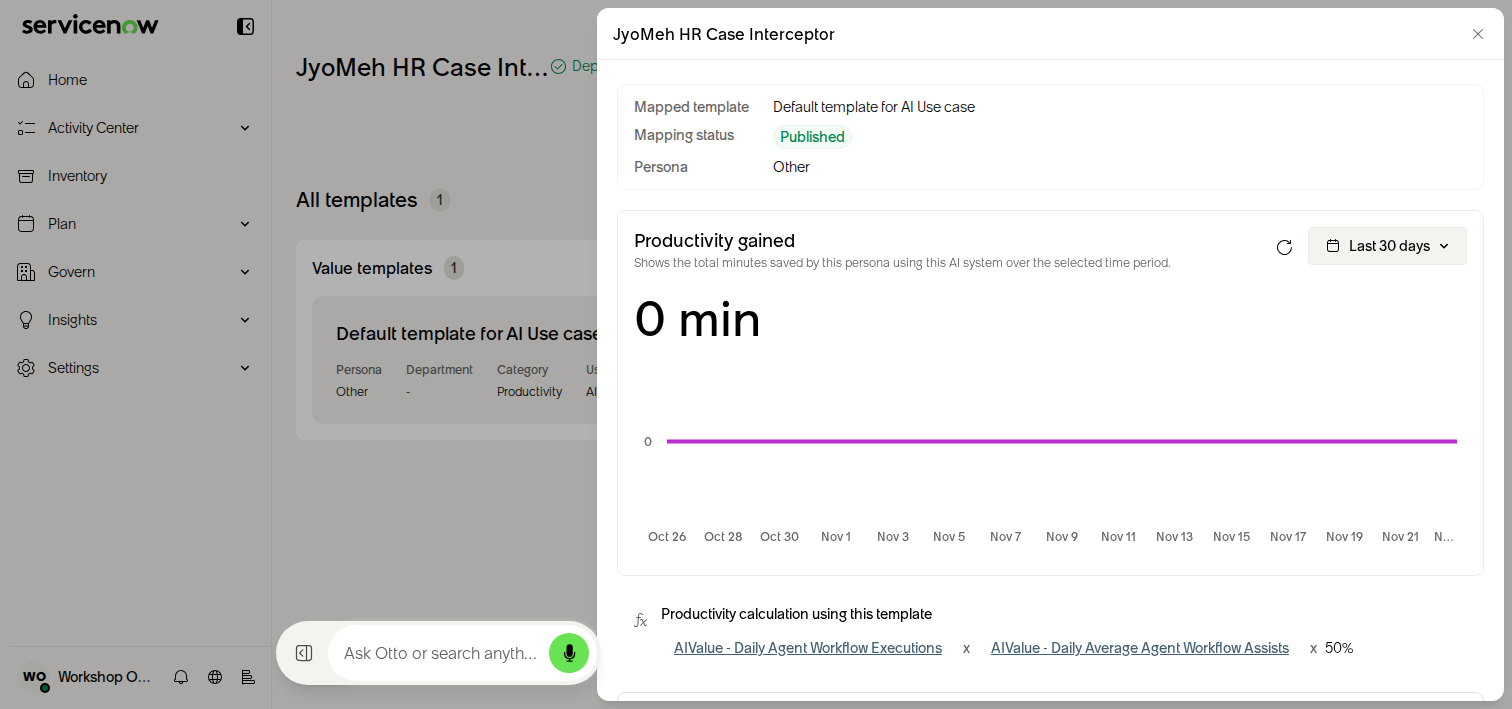 servicenow
Home
Activity Center
Inventory
Plan
Govern
Insights
Settings
WO Workshop O...
JyoMeh HR Case Int... Dep
All templates 1
Value templates 1
Default template for AI Use case
Persona Department Category Us
Other - Productivity AI
Ask Otto or search anyth...
JyoMeh HR Case Interceptor
Mapped template Default template for AI Use case
Mapping status Published
Persona Other
Productivity gained
Last 30 days
Shows the total minutes saved by this persona using this AI system over the selected time period.
0 min
0
Oct 26 Oct 28 Oct 30 Nov 1 Nov 3 Nov 5 Nov 7 Nov 9 Nov 11 Nov 13 Nov 15 Nov 17 Nov 19 Nov 21 N...
fx Productivity calculation using this template
AIValue - Daily Agent Workflow Executions x AIValue - Daily Average Agent Workflow Assists x 50%